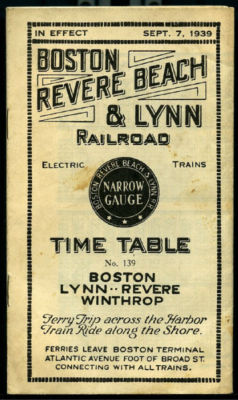 IN EFFECT SEPT. 7, 1939
BOSTON
REVERE BEACH
& LYNN
RAILROAD
ELECTRIC TRAINS
BOSTON, REVERE BEACH & LYNN R.R.
NARROW
GAUGE
TIME TABLE
No. 139
BOSTON
LYNN··REVERE
WINTHROP
Ferry Trip across the Harbor
Train Ride along the Shore.
FERRIES LEAVE BOSTON TERMINAL
ATLANTIC AVENUE FOOT OF BROAD ST.
CONNECTING WITH ALL TRAINS.